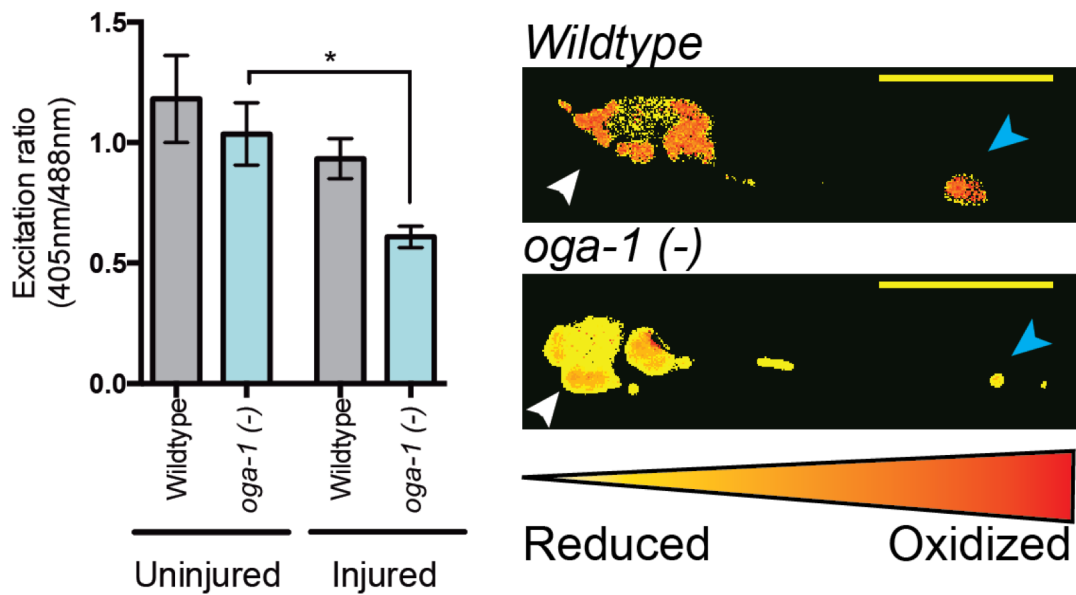 1.5
1.0
0.5
0.0
Excitation ratio
(405nm/488nm)
*
Wildtype
oga-1 (-)
Wildtype
oga-1 (-)
Uninjured
Injured
Wildtype
oga-1 (-)
Reduced
Oxidized